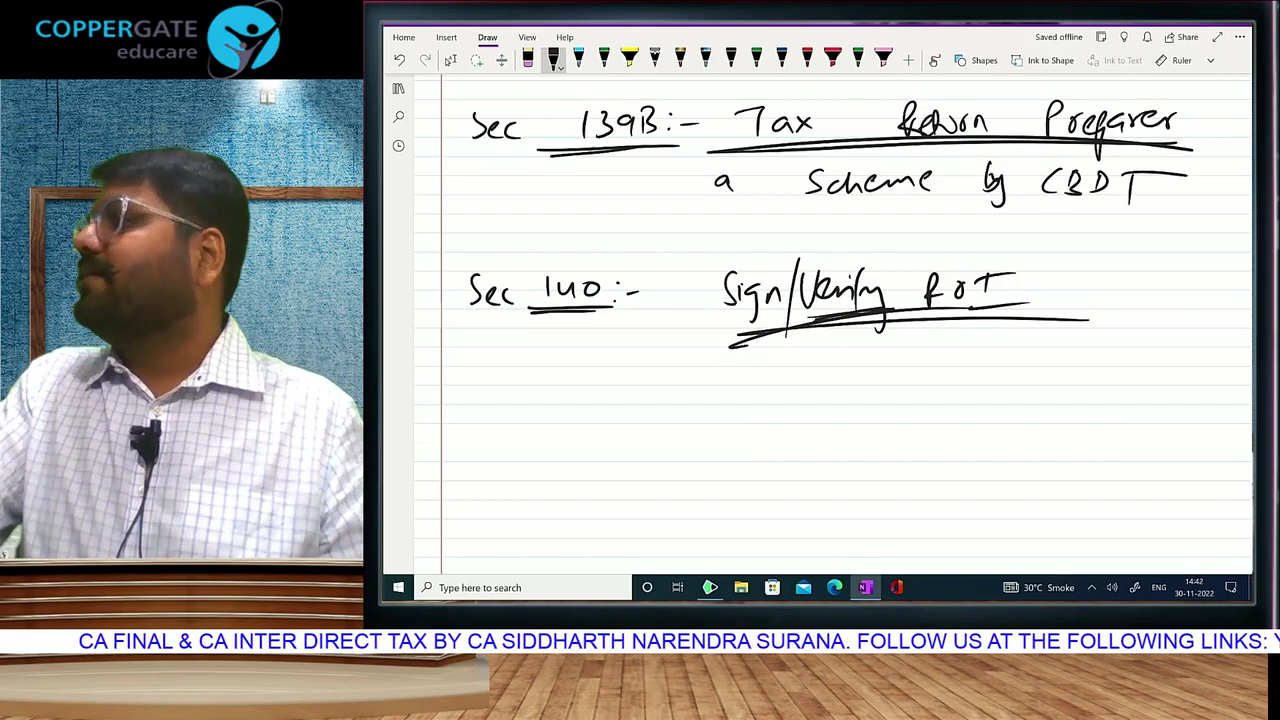 COPPERGATE
educare
Home Insert Draw View Help
Saved offline
Share
Shapes
Ink to Shape
Ink to Text
Ruler
Sec 139B:- Tax Return Preparer
a Scheme by CBDT
Sec 140:- Sign/Verify ROI
Type here to search
30°C Smoke
ENG
14:42
30-11-2022
CA FINAL & CA INTER DIRECT TAX BY CA SIDDHARTH NARENDRA SURANA. FOLLOW US AT THE FOLLOWING LINKS: Y